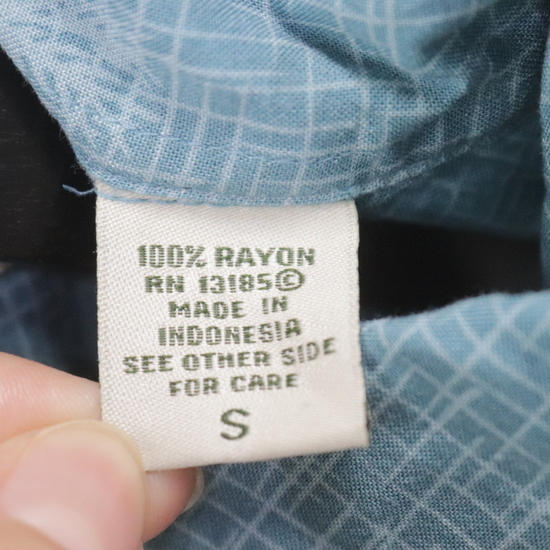 100% RAYON
RN 13185©
MADE IN
INDONESIA
SEE OTHER SIDE
FOR CARE
S